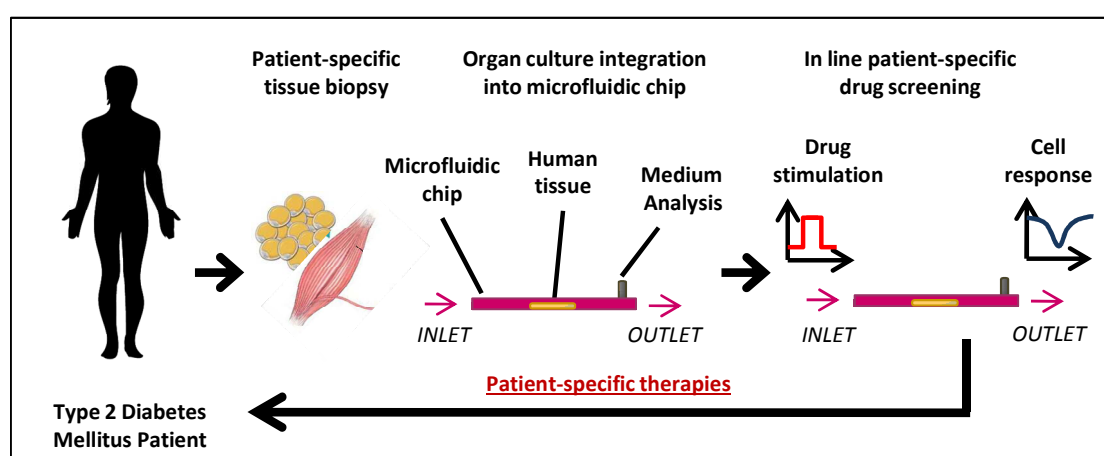 Patient-specific
tissue biopsy
Organ culture integration
into microfluidic chip
In line patient-specific
drug screening
Microfluidic
chip
Human
tissue
Medium
Analysis
Drug
stimulation
Cell
response
INLET
OUTLET
INLET
OUTLET
Patient-specific therapies
Type 2 Diabetes
Mellitus Patient